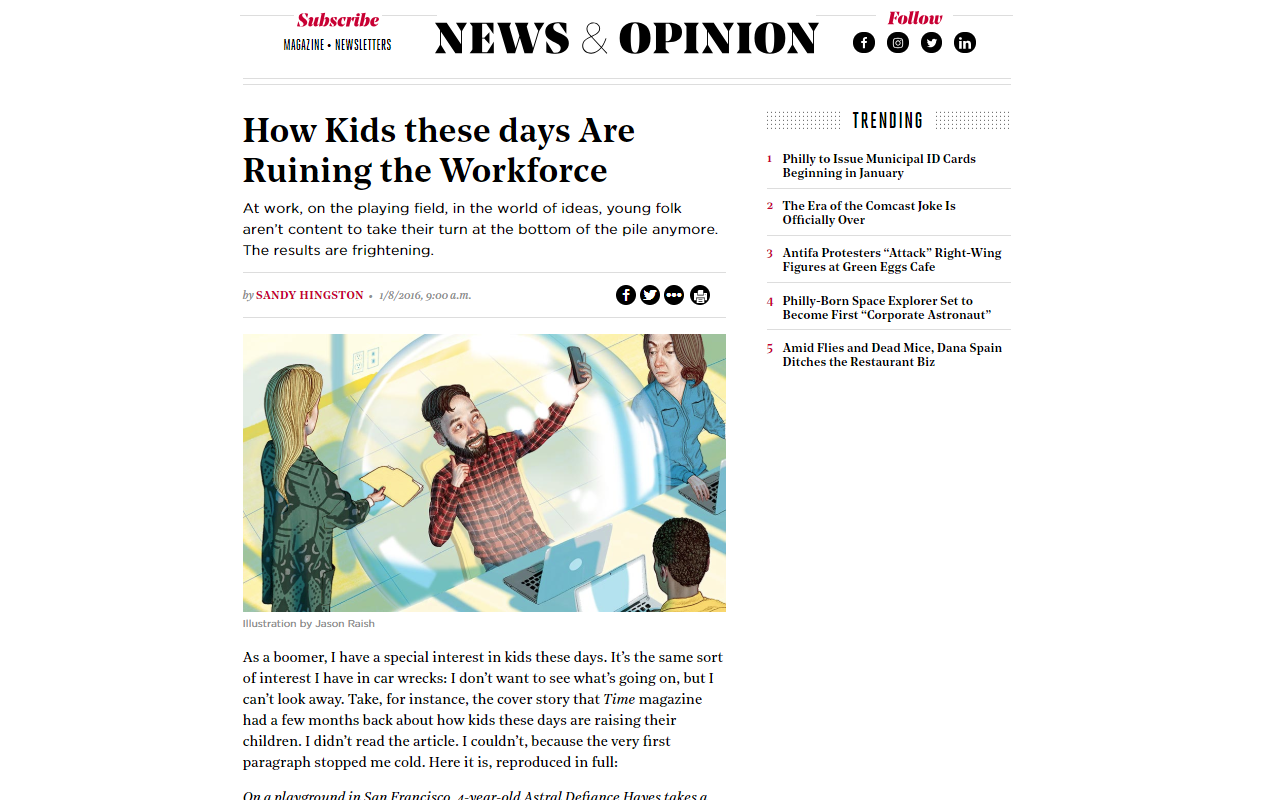 Subscribe
MAGAZINE • NEWSLETTERS
NEWS & OPINION
Follow
How Kids these days Are
Ruining the Workforce
At work, on the playing field, in the world of ideas, young folk
aren’t content to take their turn at the bottom of the pile anymore.
The results are frightening.
by SANDY HINGSTON • 1/8/2016, 9:00 a.m.
Illustration by Jason Raish
As a boomer, I have a special interest in kids these days. It’s the same sort
of interest I have in car wrecks: I don’t want to see what’s going on, but I
can’t look away. Take, for instance, the cover story that Time magazine
had a few months back about how kids these days are raising their
children. I didn’t read the article. I couldn’t, because the very first
paragraph stopped me cold. Here it is, reproduced in full:
On a playground in San Francisco, 4-year-old Astral Defiance Hayes takes a
TRENDING
1 Philly to Issue Municipal ID Cards
Beginning in January
2 The Era of the Comcast Joke Is
Officially Over
3 Antifa Protesters “Attack” Right-Wing
Figures at Green Eggs Cafe
4 Philly-Born Space Explorer Set to
Become First “Corporate Astronaut”
5 Amid Flies and Dead Mice, Dana Spain
Ditches the Restaurant Biz